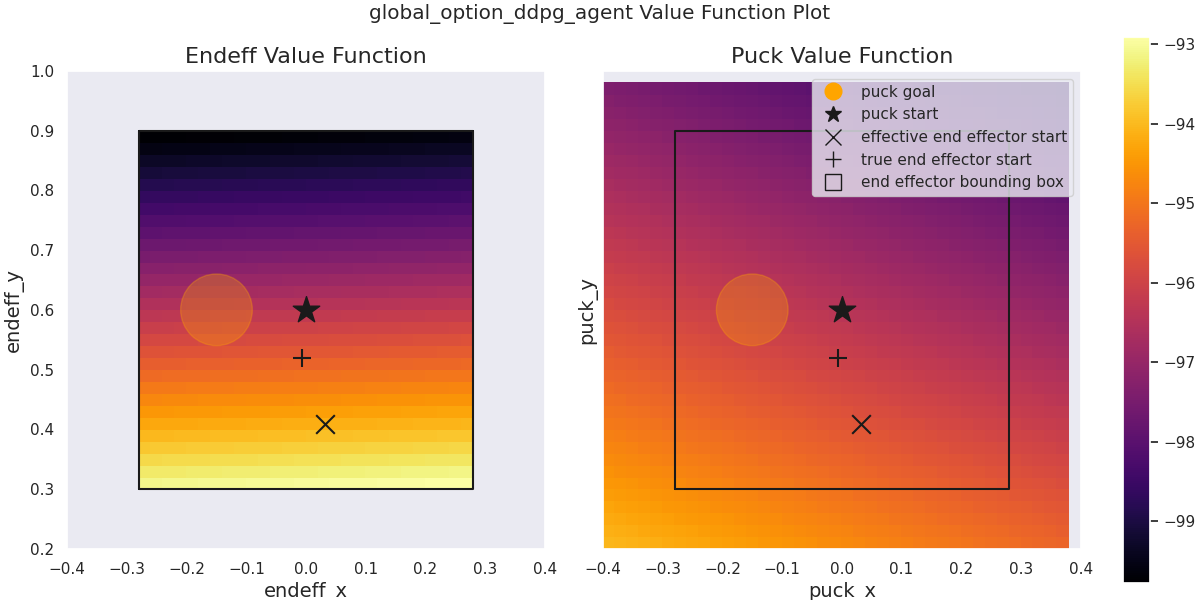 global_option_ddpg_agent Value Function Plot
Endeff Value Function
endeff_y
1.0
0.9
0.8
0.7
0.6
0.5
0.4
0.3
0.2
−0.4 −0.3 −0.2 −0.1 0.0 0.1 0.2 0.3 0.4
endeff_x
Puck Value Function
puck goal
puck start
effective end effector start
true end effector start
end effector bounding box
puck_y
−0.4 −0.3 −0.2 −0.1 0.0 0.1 0.2 0.3 0.4
puck_x
−93
−94
−95
−96
−97
−98
−99